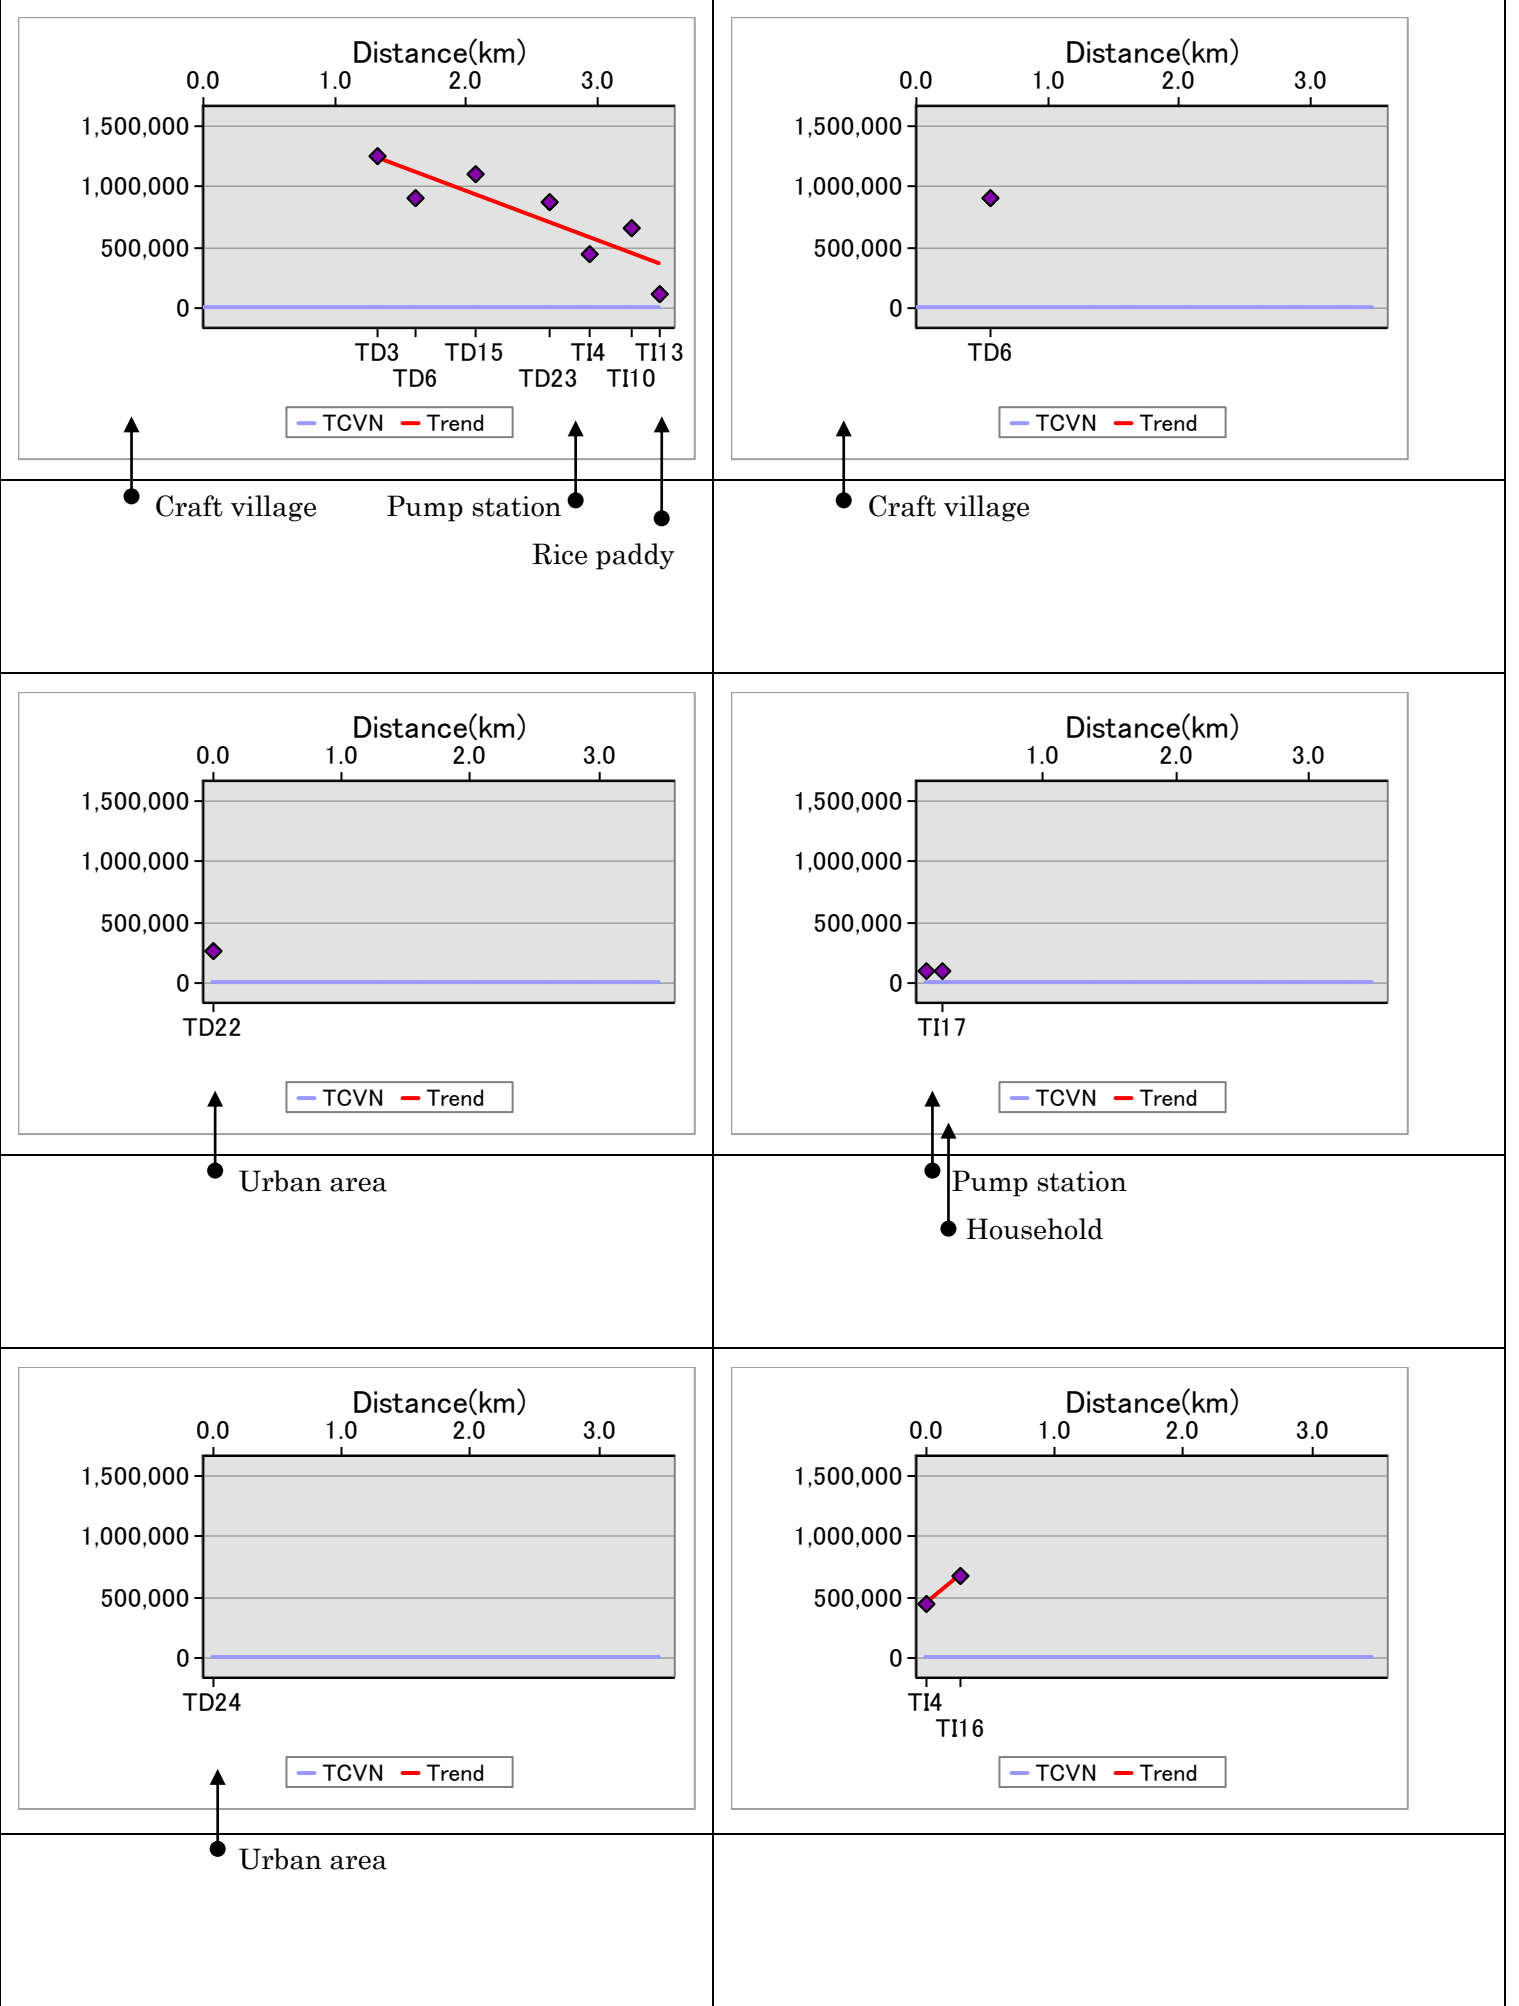 Distance(km)
0.0 1.0 2.0 3.0
1,500,000
1,000,000
500,000
0
TD3 TD15 TI4 TI13
TD6 TD23 TI10
TCVN Trend
Craft village Pump station
Rice paddy
Distance(km)
0.0 1.0 2.0 3.0
1,500,000
1,000,000
500,000
0
TD6
TCVN Trend
Craft village
Distance(km)
0.0 1.0 2.0 3.0
1,500,000
1,000,000
500,000
0
TD22
TCVN Trend
Urban area
Distance(km)
1.0 2.0 3.0
1,500,000
1,000,000
500,000
0
TI17
TCVN Trend
Pump station
Household
Distance(km)
0.0 1.0 2.0 3.0
1,500,000
1,000,000
500,000
0
TD24
TCVN Trend
Urban area
Distance(km)
0.0 1.0 2.0 3.0
1,500,000
1,000,000
500,000
0
TI4
TI16
TCVN Trend